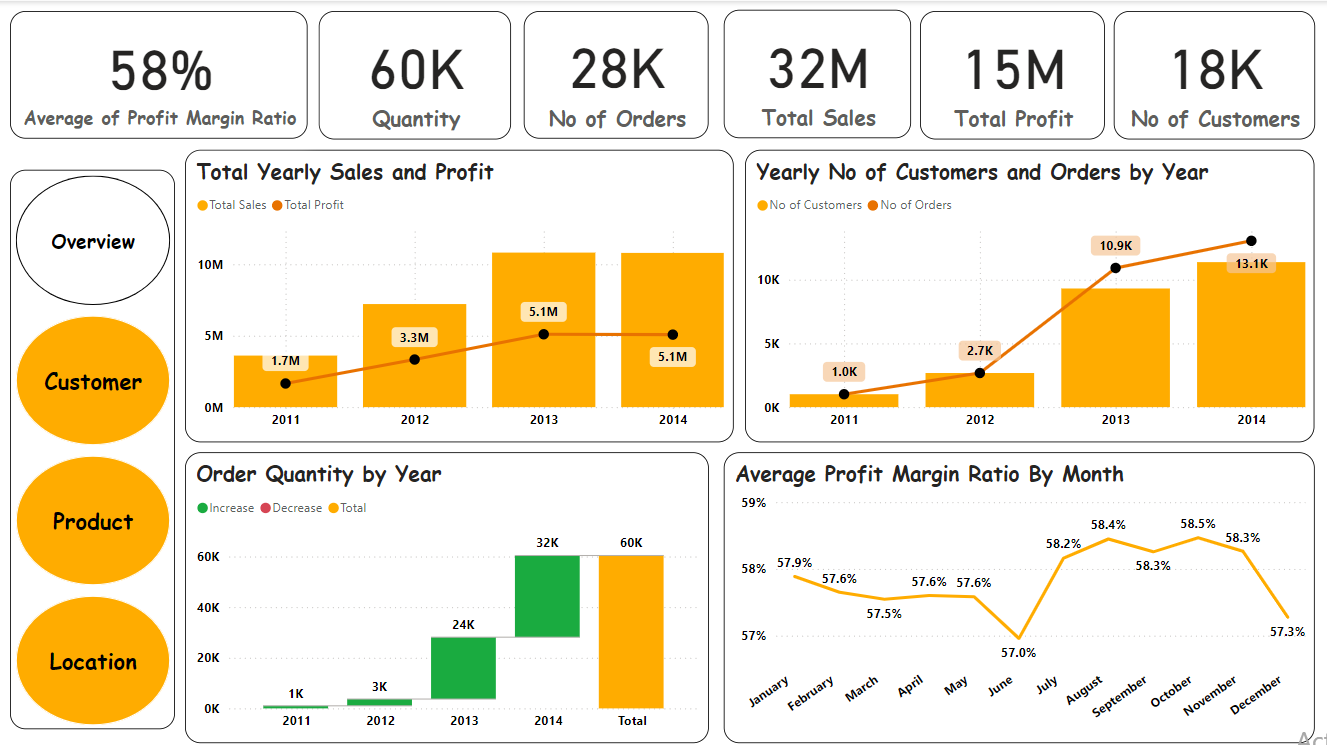 58%
Average of Profit Margin Ratio
60K
Quantity
28K
No of Orders
32M
Total Sales
15M
Total Profit
18K
No of Customers
Overview
Customer
Product
Location
Total Yearly Sales and Profit
Total Sales Total Profit
10M
5M
0M
1.7M
3.3M
5.1M
5.1M
2011 2012 2013 2014
Yearly No of Customers and Orders by Year
No of Customers No of Orders
10K
5K
0K
1.0K
2.7K
10.9K
13.1K
2011 2012 2013 2014
Order Quantity by Year
Increase Decrease Total
60K
40K
20K
0K
1K
3K
24K
32K
60K
2011 2012 2013 2014 Total
Average Profit Margin Ratio By Month
59%
58%
57%
57.9%
57.6%
57.5%
57.6%
57.6%
57.0%
58.2%
58.4%
58.3%
58.5%
58.3%
57.3%
January February March April May June July August September October November December